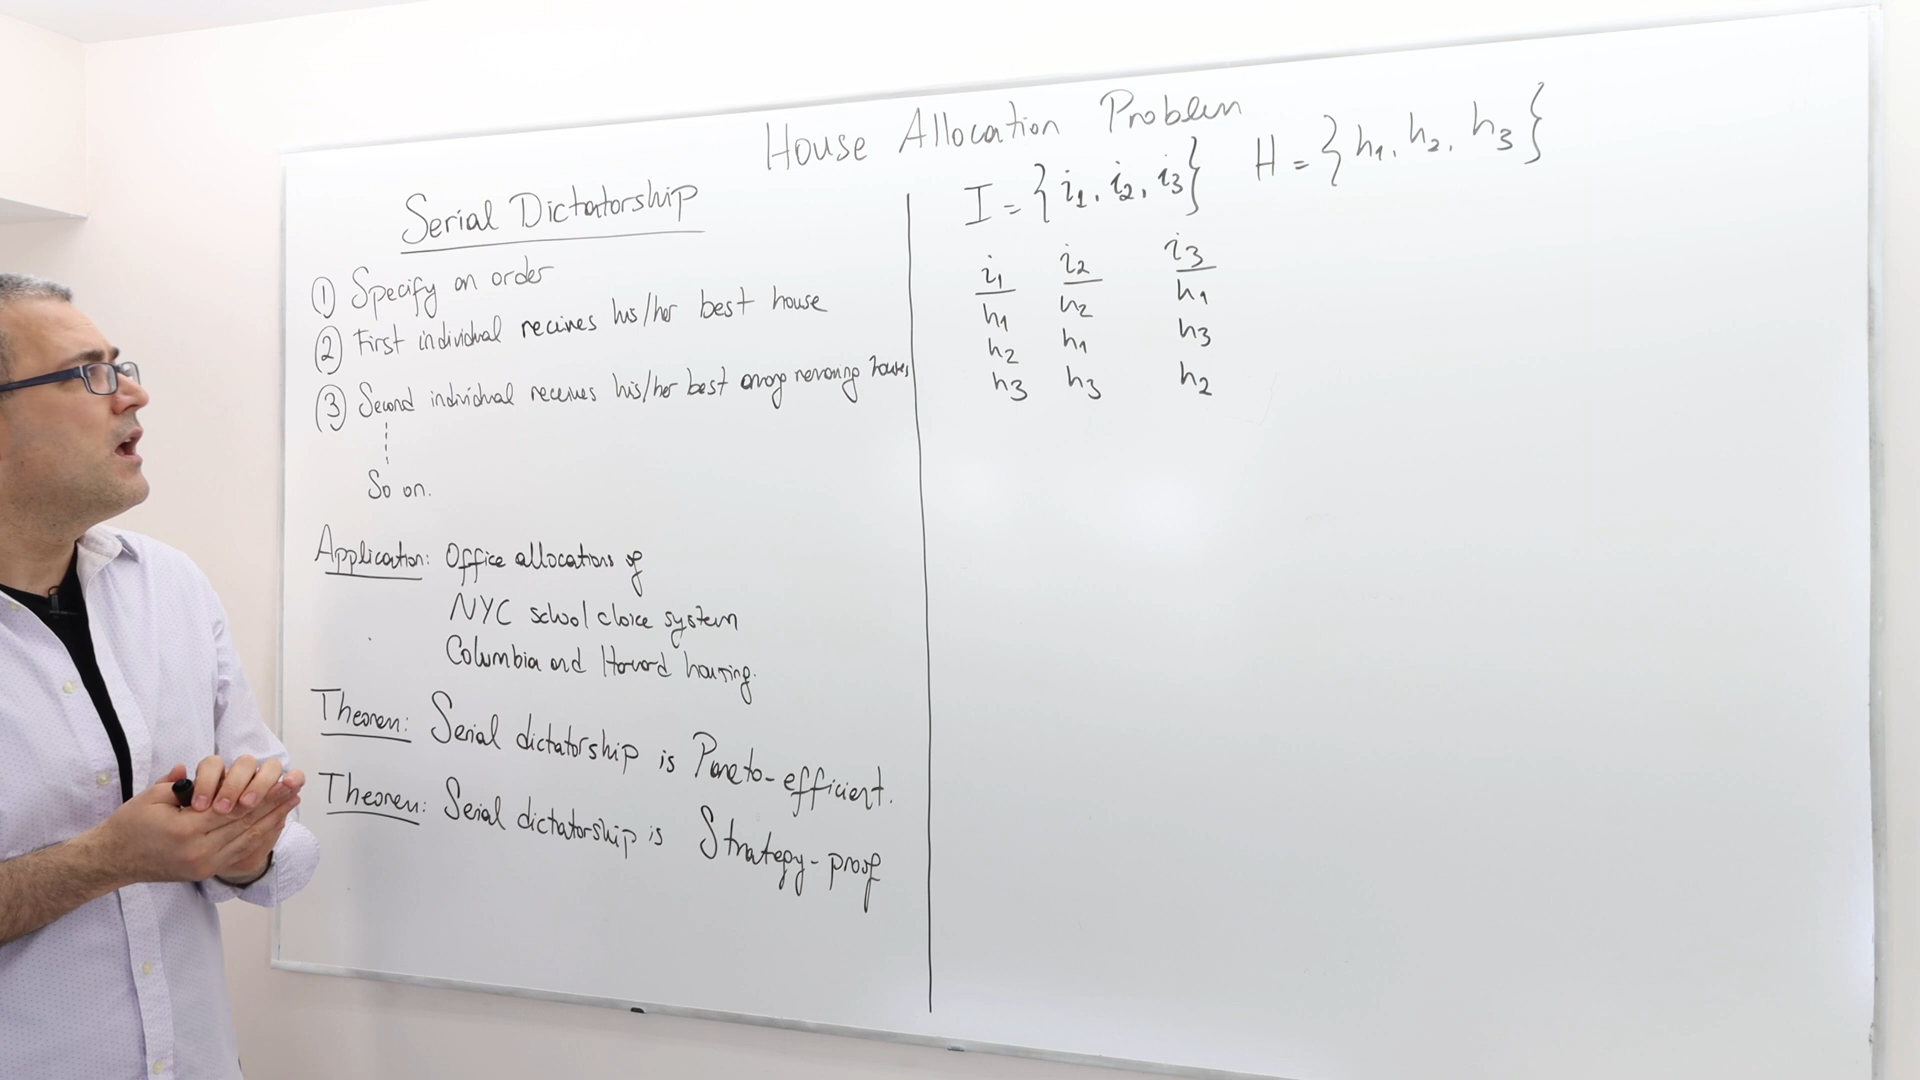 House Allocation Problem
Serial Dictatorship
① Specify an order
② First individual receives his/her best house
③ Second individual receives his/her best among remaining houses
So on.
Application: Office allocations of
NYC school choice system
Columbia and Harvard housing.
Theorem: Serial dictatorship is Pareto-efficient.
Theorem: Serial dictatorship is Strategy-proof
I = {i1, i2, i3} H = {h1, h2, h3}
i1 i2 i3
h1 h2 h1
h2 h1 h3
h3 h3 h2